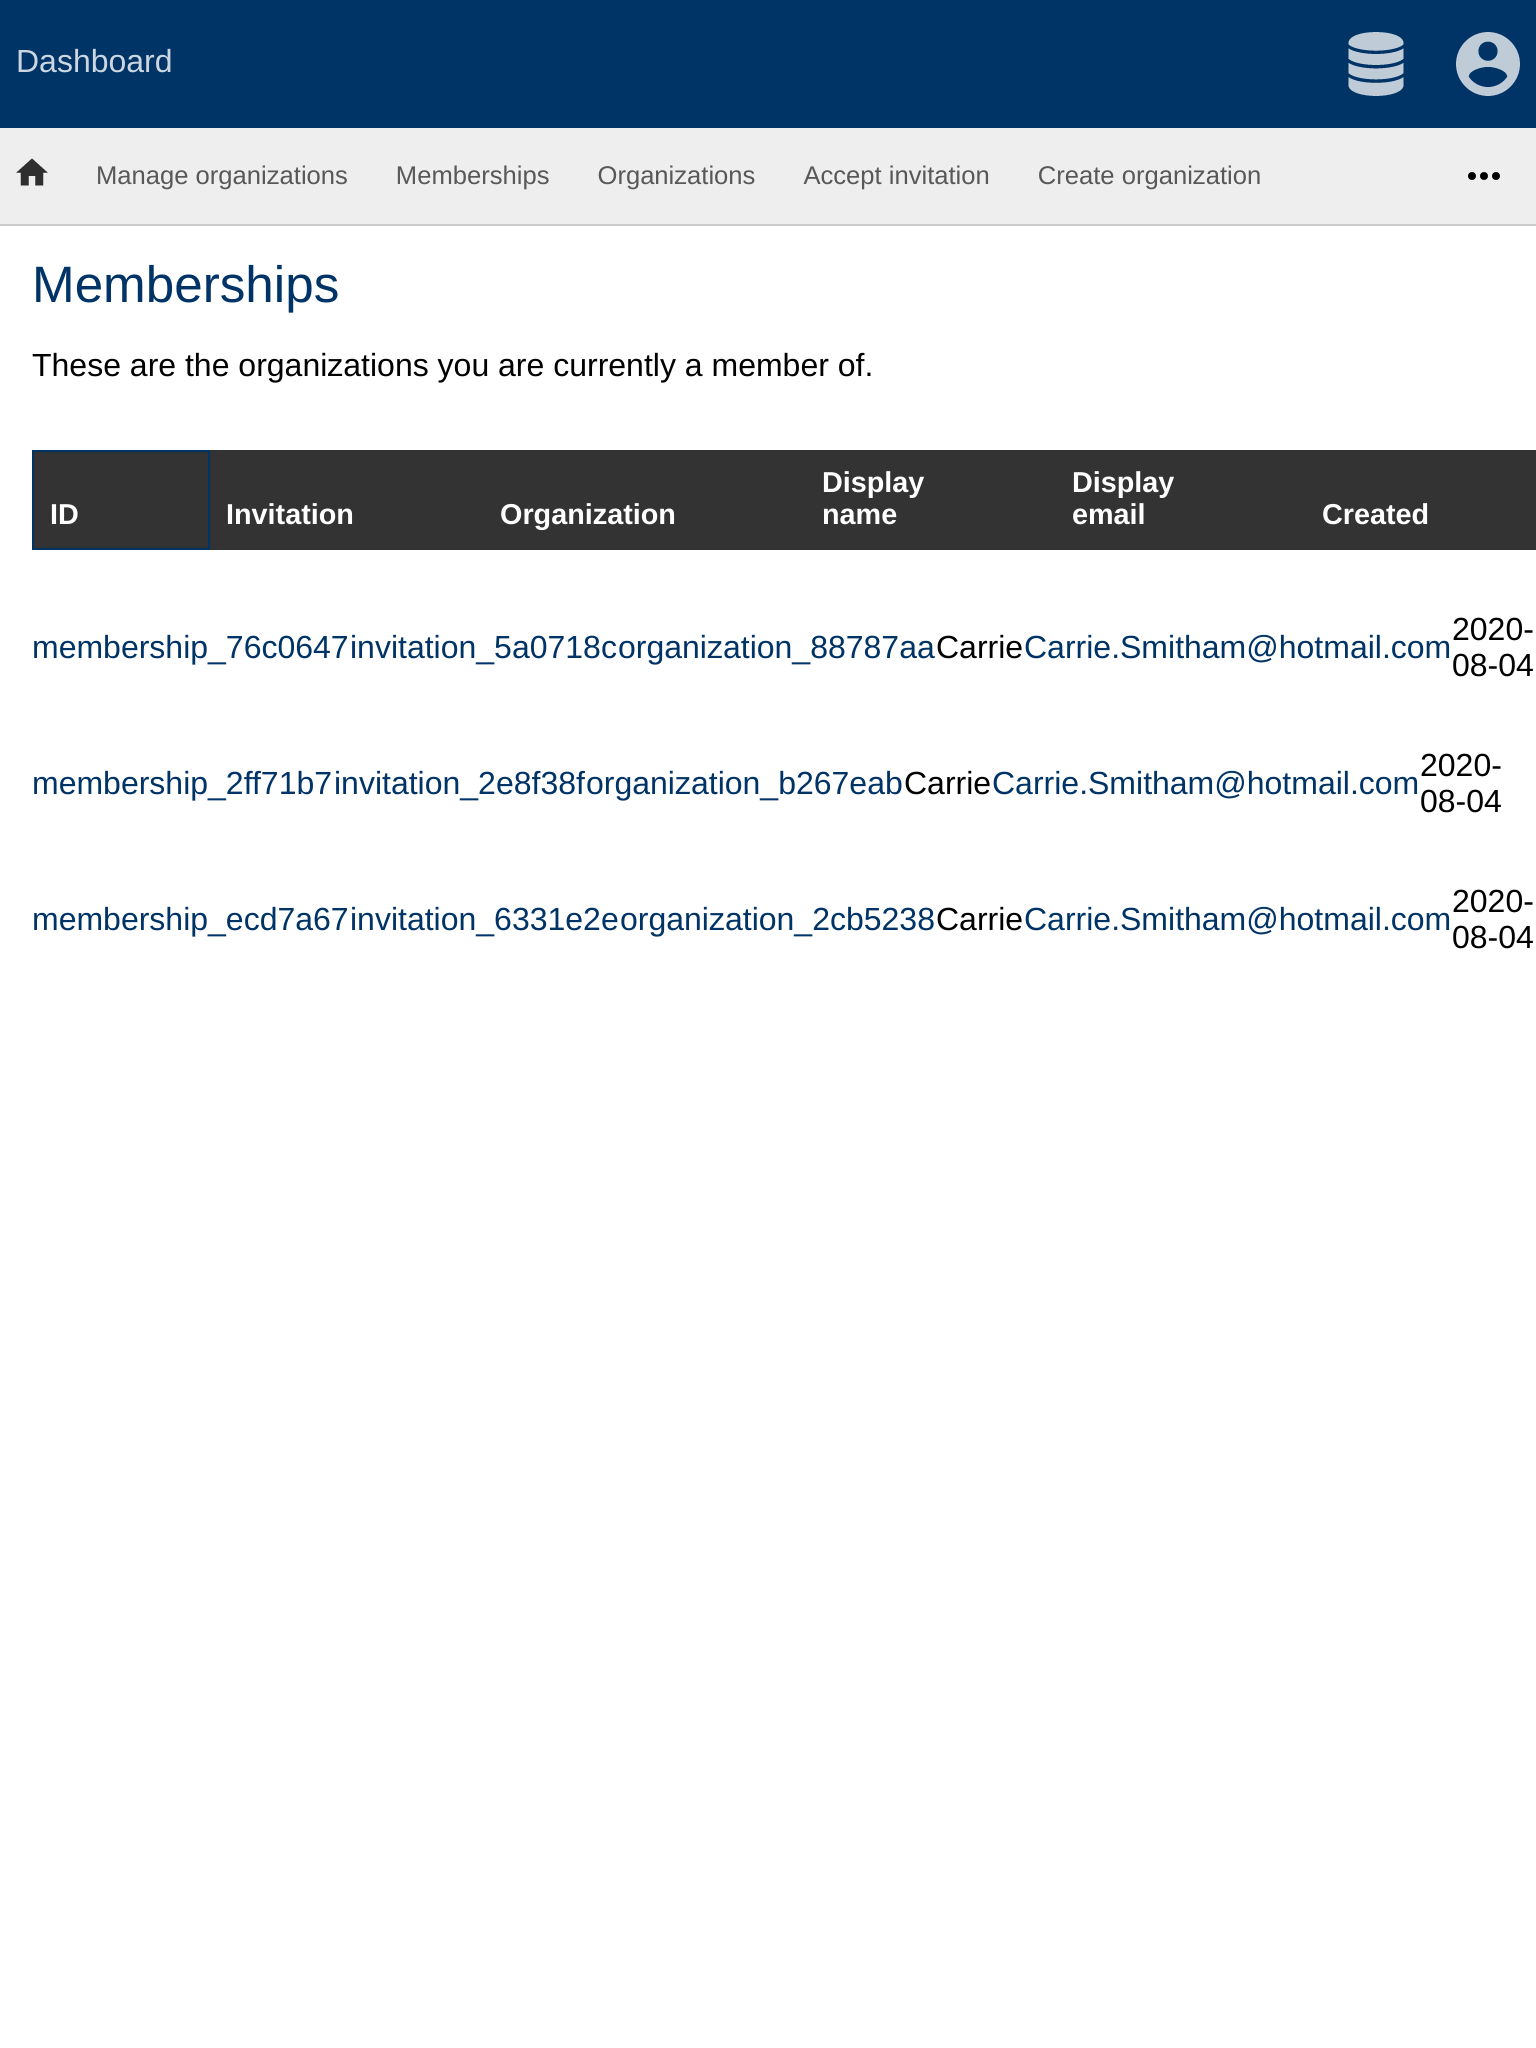 Dashboard
Manage organizations Memberships Organizations Accept invitation Create organization
Memberships
These are the organizations you are currently a member of.
ID Invitation Organization Display name Display email Created
membership_76c0647 invitation_5a0718c organization_88787aa Carrie Carrie.Smitham@hotmail.com 2020-08-04
membership_2ff71b7 invitation_2e8f38f organization_b267eab Carrie Carrie.Smitham@hotmail.com 2020-08-04
membership_ecd7a67 invitation_6331e2e organization_2cb5238 Carrie Carrie.Smitham@hotmail.com 2020-08-04